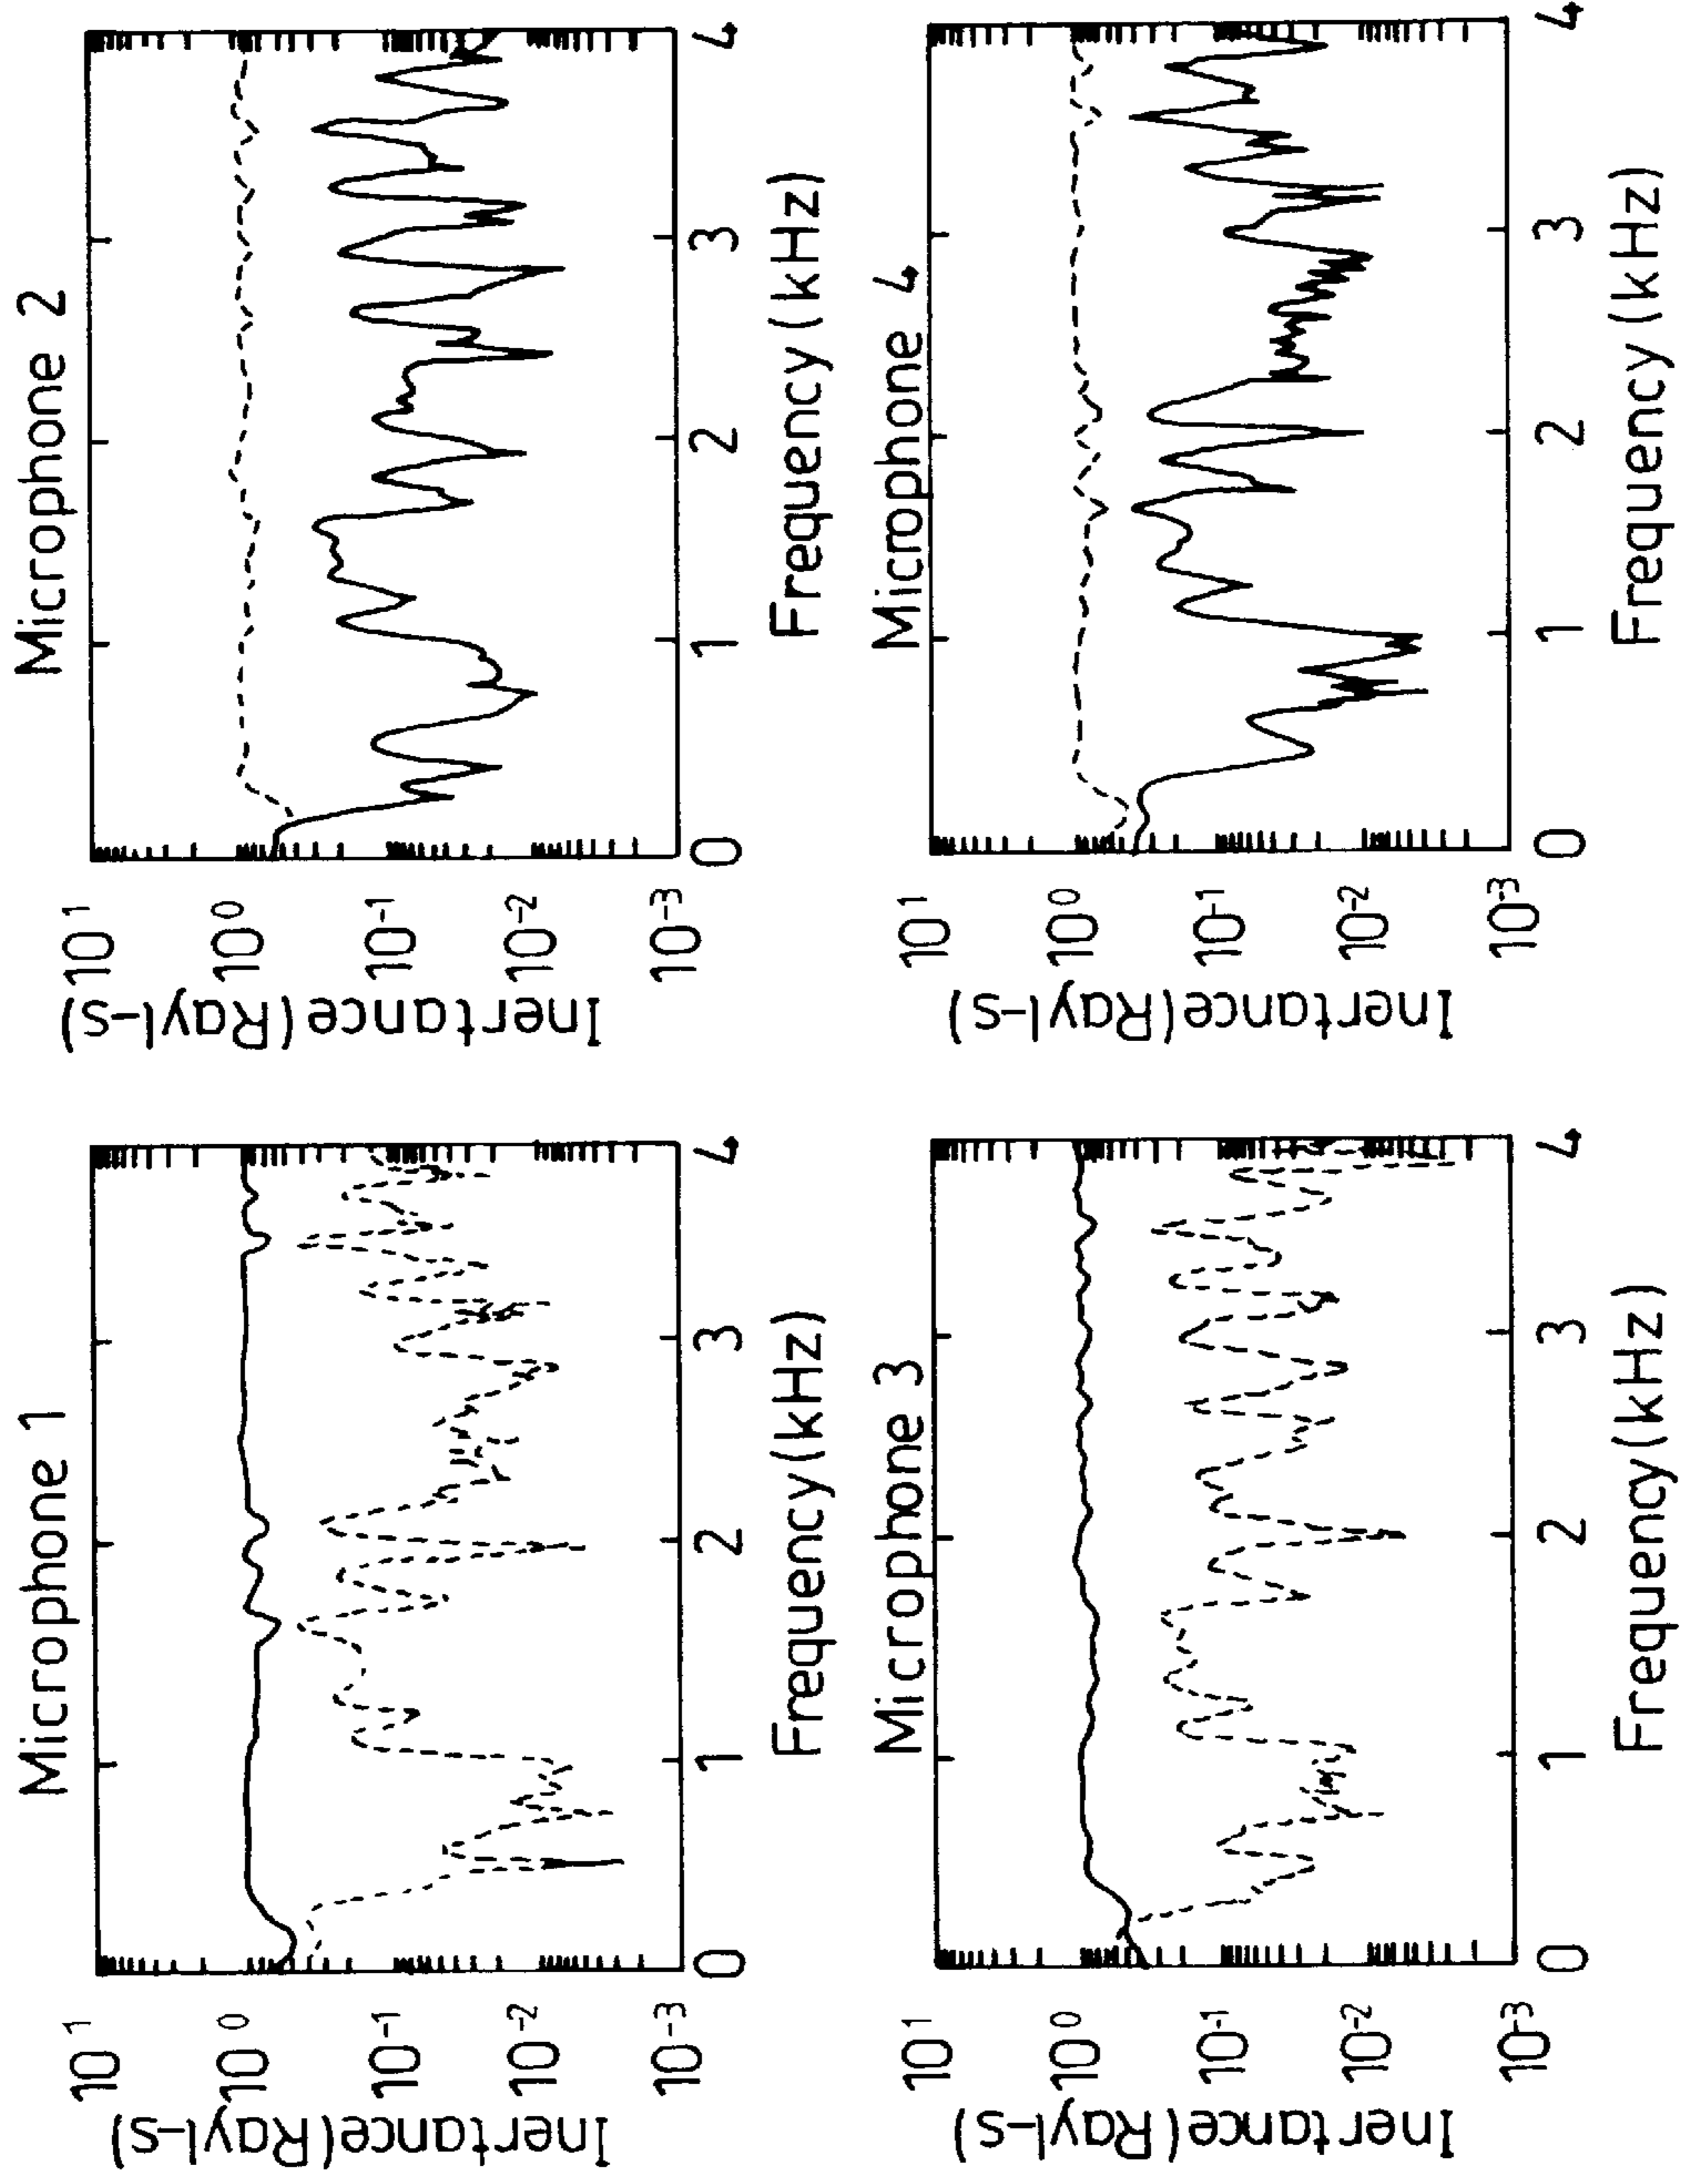 Microphone 1
Inertance(Rayl-s)
10¹
10⁰
10⁻¹
10⁻²
10⁻³
0 1 2 3 4
Frequency(kHz)
Microphone 2
Inertance(Rayl-s)
10¹
10⁰
10⁻¹
10⁻²
10⁻³
0 1 2 3 4
Frequency(kHz)
Microphone 3
Inertance(Rayl-s)
10¹
10⁰
10⁻¹
10⁻²
10⁻³
0 1 2 3 4
Frequency(kHz)
Microphone 4
Inertance(Rayl-s)
10¹
10⁰
10⁻¹
10⁻²
10⁻³
0 1 2 3 4
Frequency(kHz)